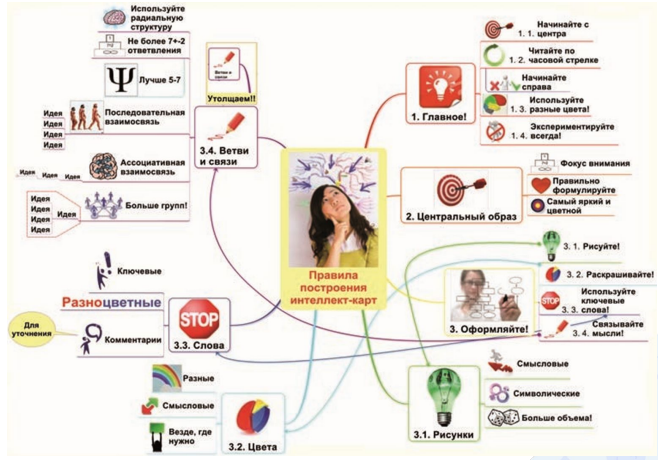 Правила
построения
интеллект-карт
1. Главное!
Начинайте с
1. 1. центра
Читайте по
1. 2. часовой стрелке
Начинайте
справа
Используйте
1. 3. разные цвета!
Экспериментируйте
1. 4. всегда!
2. Центральный образ
Фокус внимания
Правильно
формулируйте
Самый яркий и
цветной
3. Оформляйте!
3. 1. Рисуйте!
3. 2. Раскрашивайте!
Используйте
ключевые
3. 3. слова!
Связывайте
3. 4. мысли!
3.1. Рисунки
Смысловые
Символические
Больше объема!
3.2. Цвета
Разные
Смысловые
Везде, где
нужно
3.3. Слова
STOP
Ключевые
Разноцветные
Комментарии
Для
уточнения
3.4. Ветви
и связи
Ветви и
связи
Утолщаем!!
Используйте
радиальную
структуру
Не более 7+-2
ответвления
Лучше 5-7
Последовательная
взаимосвязь
Идея
Идея
Идея
Идея
Ассоциативная
взаимосвязь
Идея Идея Идея
Больше групп!
Идея
Идея
Идея
Идея
Идея
STOP